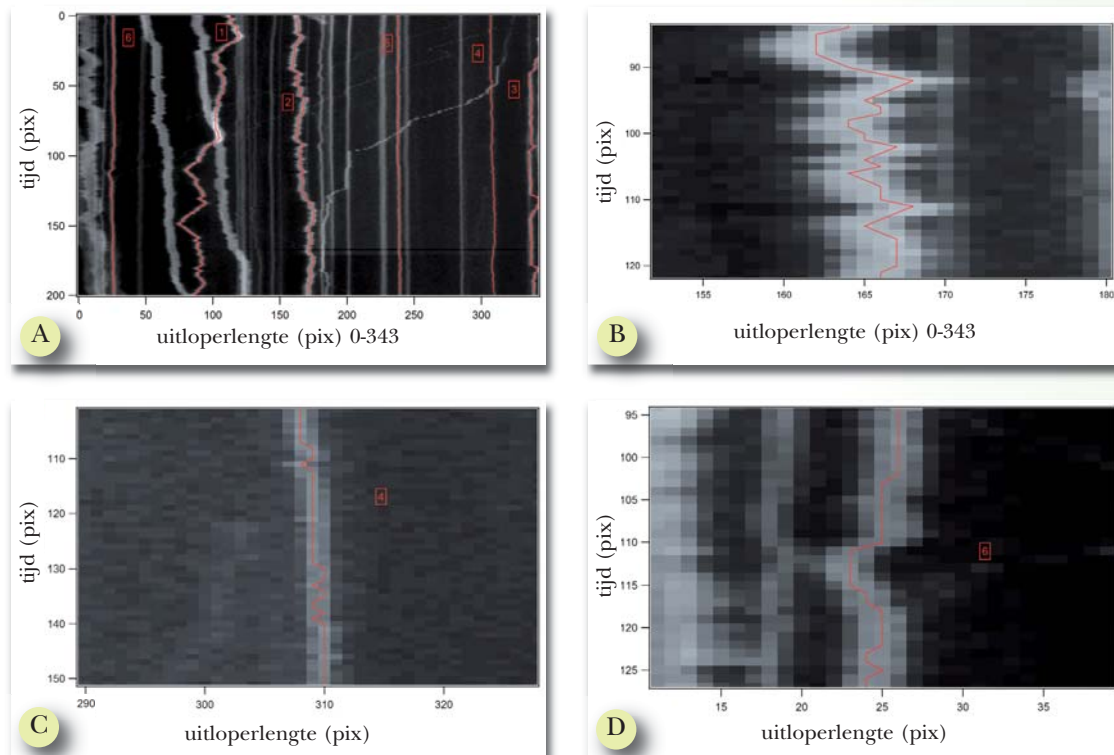 0
50
100
150
200
tijd (pix)
6
1
2
5
4
3
0 50 100 150 200 250 300
uitloperlengte (pix) 0-343
A
90
100
110
120
tijd (pix)
155 160 165 170 175 180
uitloperlengte (pix) 0-343
B
110
120
130
140
150
tijd (pix)
4
290 300 310 320
uitloperlengte (pix)
C
95
100
105
110
115
120
125
tijd (pix)
6
15 20 25 30 35
uitloperlengte (pix)
D